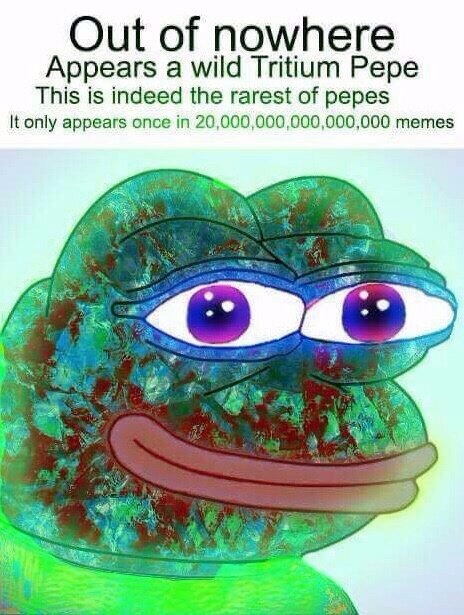 Out of nowhere
Appears a wild Tritium Pepe
This is indeed the rarest of pepes
It only appears once in 20,000,000,000,000,000 memes